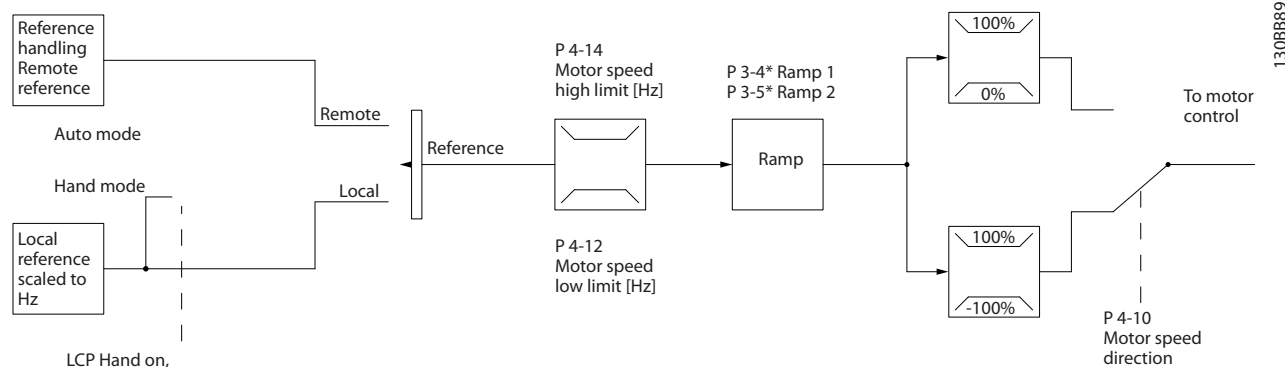 Reference
handling
Remote
reference
Auto mode
Hand mode
Local
reference
scaled to
Hz
LCP Hand on,
Remote
Local
Reference
P 4-14
Motor speed
high limit [Hz]
P 4-12
Motor speed
low limit [Hz]
P 3-4* Ramp 1
P 3-5* Ramp 2
Ramp
100%
0%
100%
-100%
To motor
control
P 4-10
Motor speed
direction
130BB89